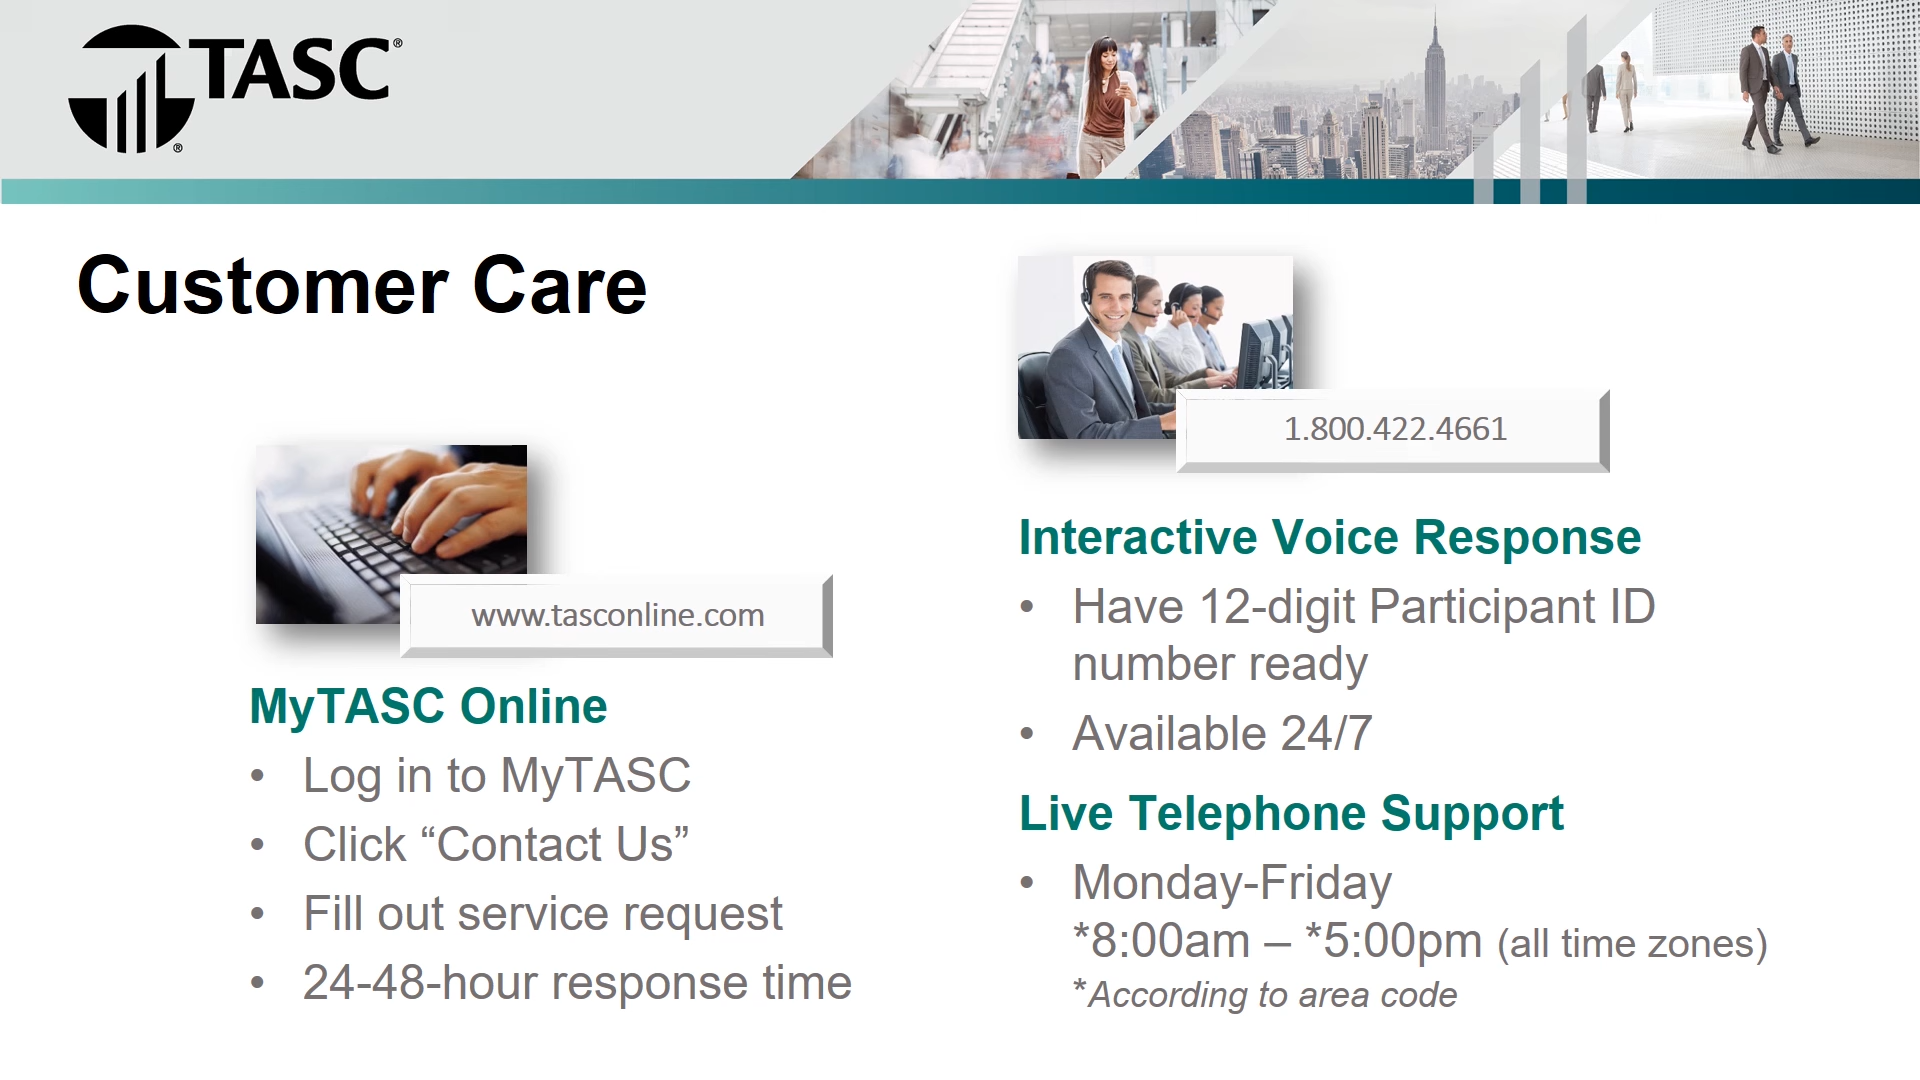 TASC®
®
Customer Care
www.tasconline.com
MyTASC Online
• Log in to MyTASC
• Click “Contact Us”
• Fill out service request
• 24-48-hour response time
1.800.422.4661
Interactive Voice Response
• Have 12-digit Participant ID
number ready
• Available 24/7
Live Telephone Support
• Monday-Friday
*8:00am – *5:00pm (all time zones)
*According to area code